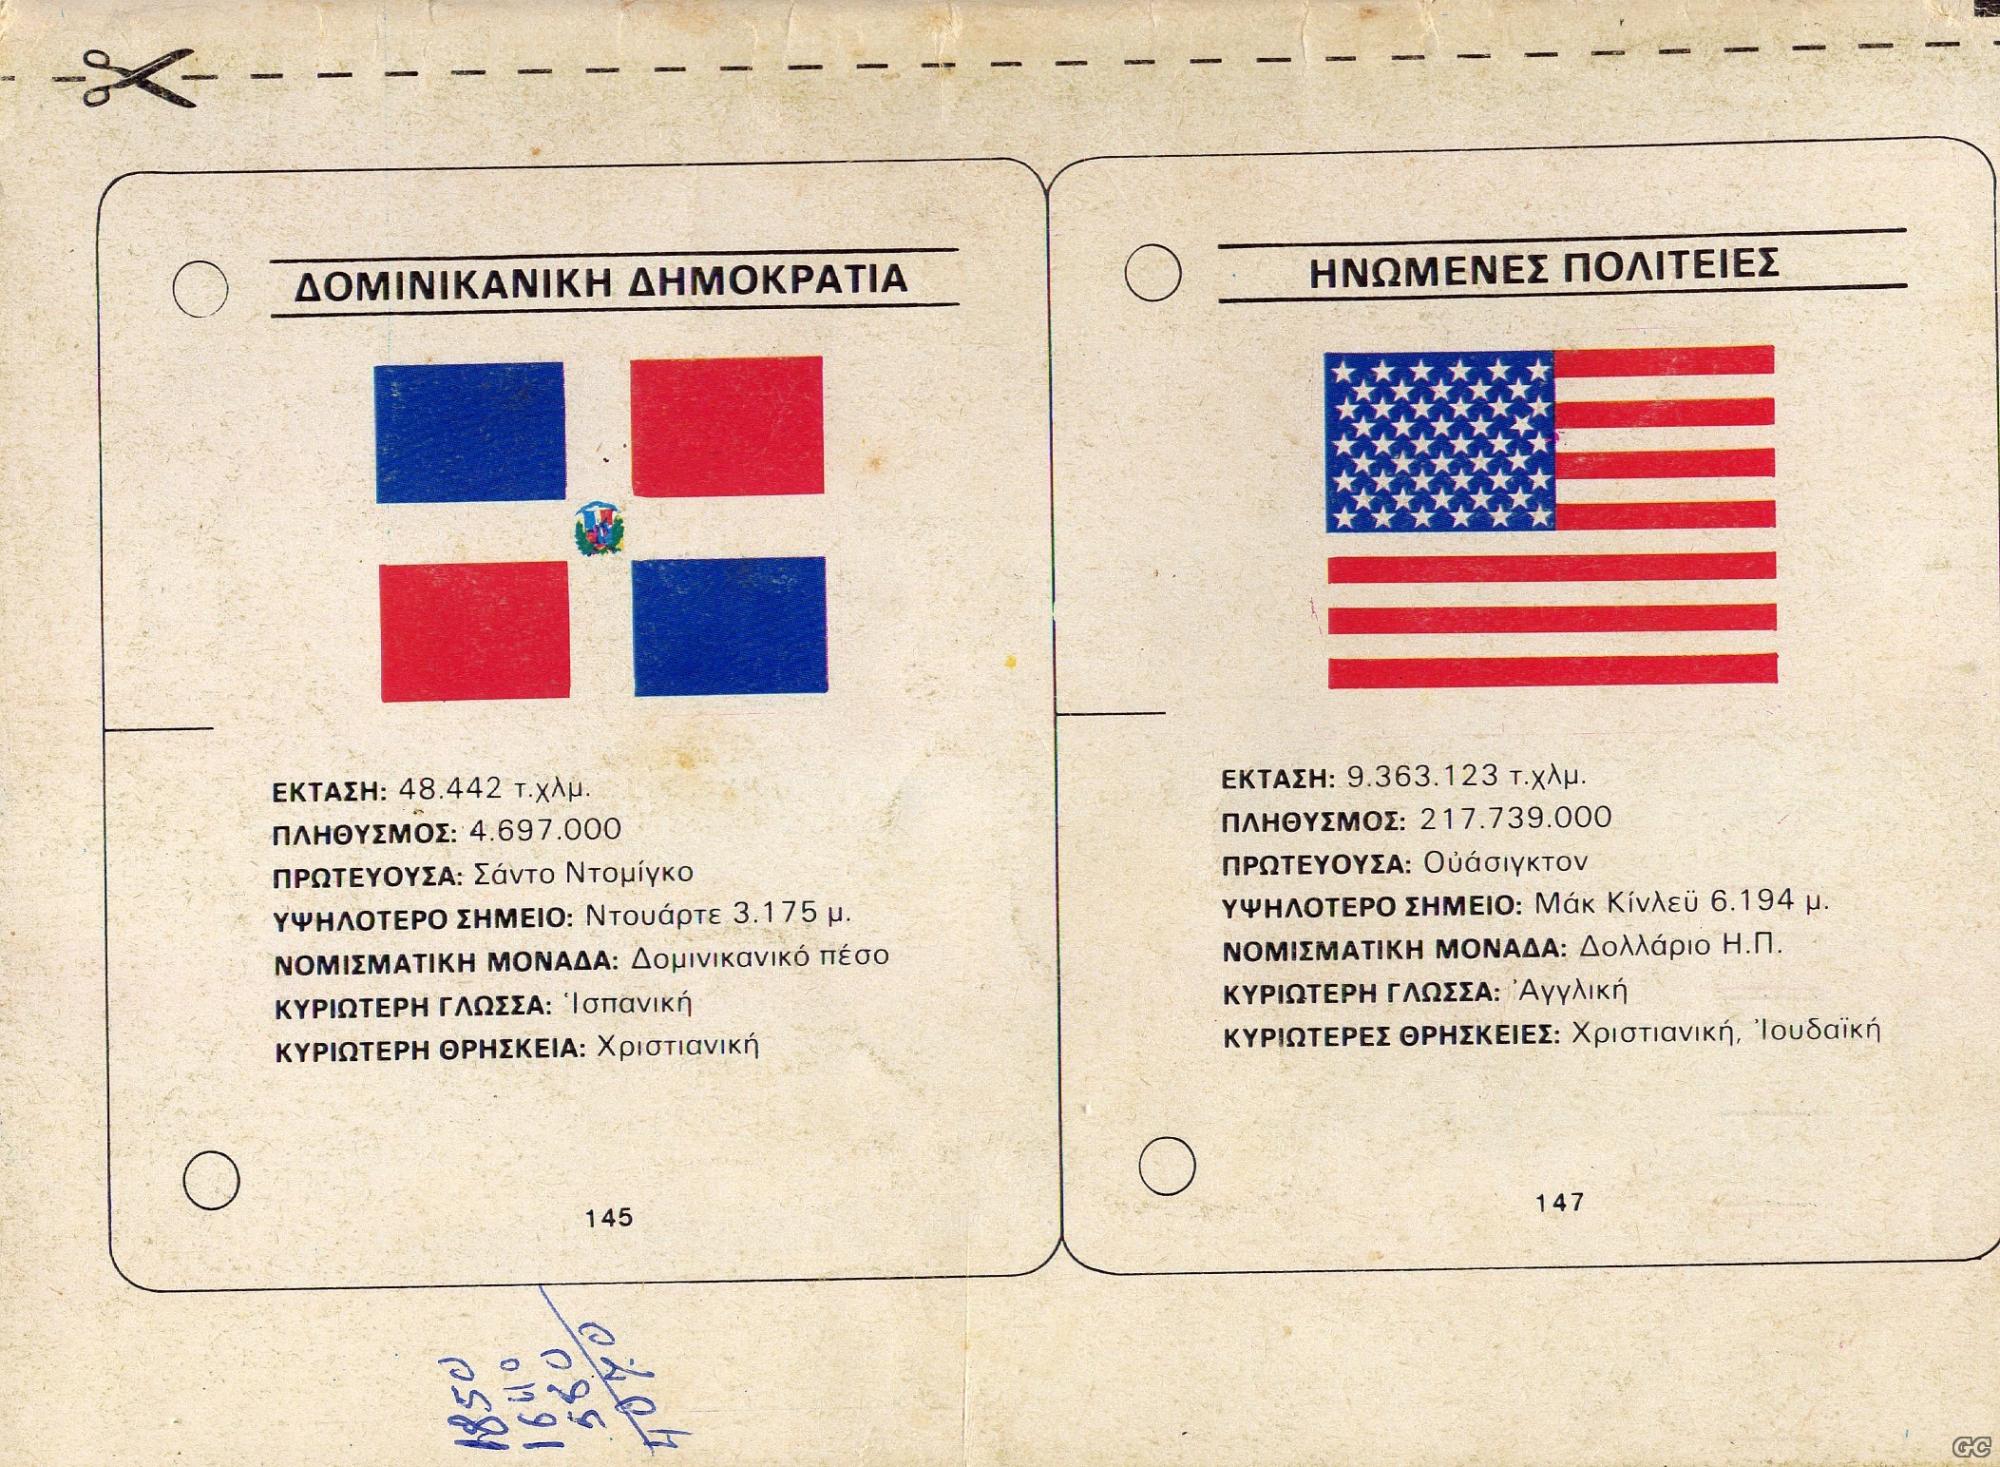 ΔΟΜΙΝΙΚΑΝΙΚΗ ΔΗΜΟΚΡΑΤΙΑ
ΕΚΤΑΣΗ: 48.442 τ.χλμ.
ΠΛΗΘΥΣΜΟΣ: 4.697.000
ΠΡΩΤΕΥΟΥΣΑ: Σάντο Ντομίγκο
ΥΨΗΛΟΤΕΡΟ ΣΗΜΕΙΟ: Ντουάρτε 3.175 μ.
ΝΟΜΙΣΜΑΤΙΚΗ ΜΟΝΑΔΑ: Δομινικανικό πέσο
ΚΥΡΙΩΤΕΡΗ ΓΛΩΣΣΑ: Ἱσπανική
ΚΥΡΙΩΤΕΡΗ ΘΡΗΣΚΕΙΑ: Χριστιανική
145
ΗΝΩΜΕΝΕΣ ΠΟΛΙΤΕΙΕΣ
ΕΚΤΑΣΗ: 9.363.123 τ.χλμ.
ΠΛΗΘΥΣΜΟΣ: 217.739.000
ΠΡΩΤΕΥΟΥΣΑ: Οὐάσιγκτον
ΥΨΗΛΟΤΕΡΟ ΣΗΜΕΙΟ: Μάκ Κίνλεϋ 6.194 μ.
ΝΟΜΙΣΜΑΤΙΚΗ ΜΟΝΑΔΑ: Δολλάριο Η.Π.
ΚΥΡΙΩΤΕΡΗ ΓΛΩΣΣΑ: Ἀγγλική
ΚΥΡΙΩΤΕΡΕΣ ΘΡΗΣΚΕΙΕΣ: Χριστιανική, Ἰουδαϊκή
147
1850
1640
580
GC